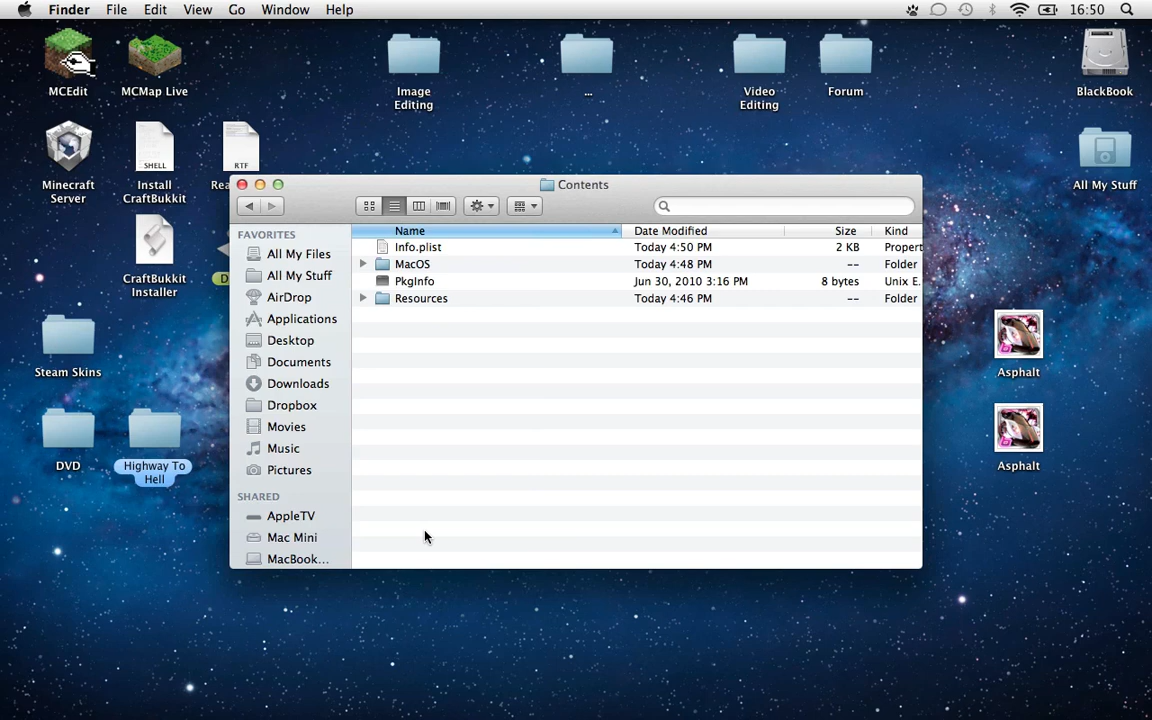 Finder File Edit View Go Window Help 16:50
MCEdit
MCMap Live
Image
Editing
...
Video
Editing
Forum
BlackBook
Minecraft
Server
SHELL
Install
CraftBukkit
RTF
Rea
All My Stuff
CraftBukkit
Installer
D
Steam Skins
DVD
Highway To
Hell
Asphalt
Asphalt
Contents
FAVORITES
All My Files
All My Stuff
AirDrop
Applications
Desktop
Documents
Downloads
Dropbox
Movies
Music
Pictures
SHARED
AppleTV
Mac Mini
MacBook...
Name Date Modified Size Kind
Info.plist Today 4:50 PM 2 KB Propert
MacOS Today 4:48 PM -- Folder
PkgInfo Jun 30, 2010 3:16 PM 8 bytes Unix E.
Resources Today 4:46 PM -- Folder